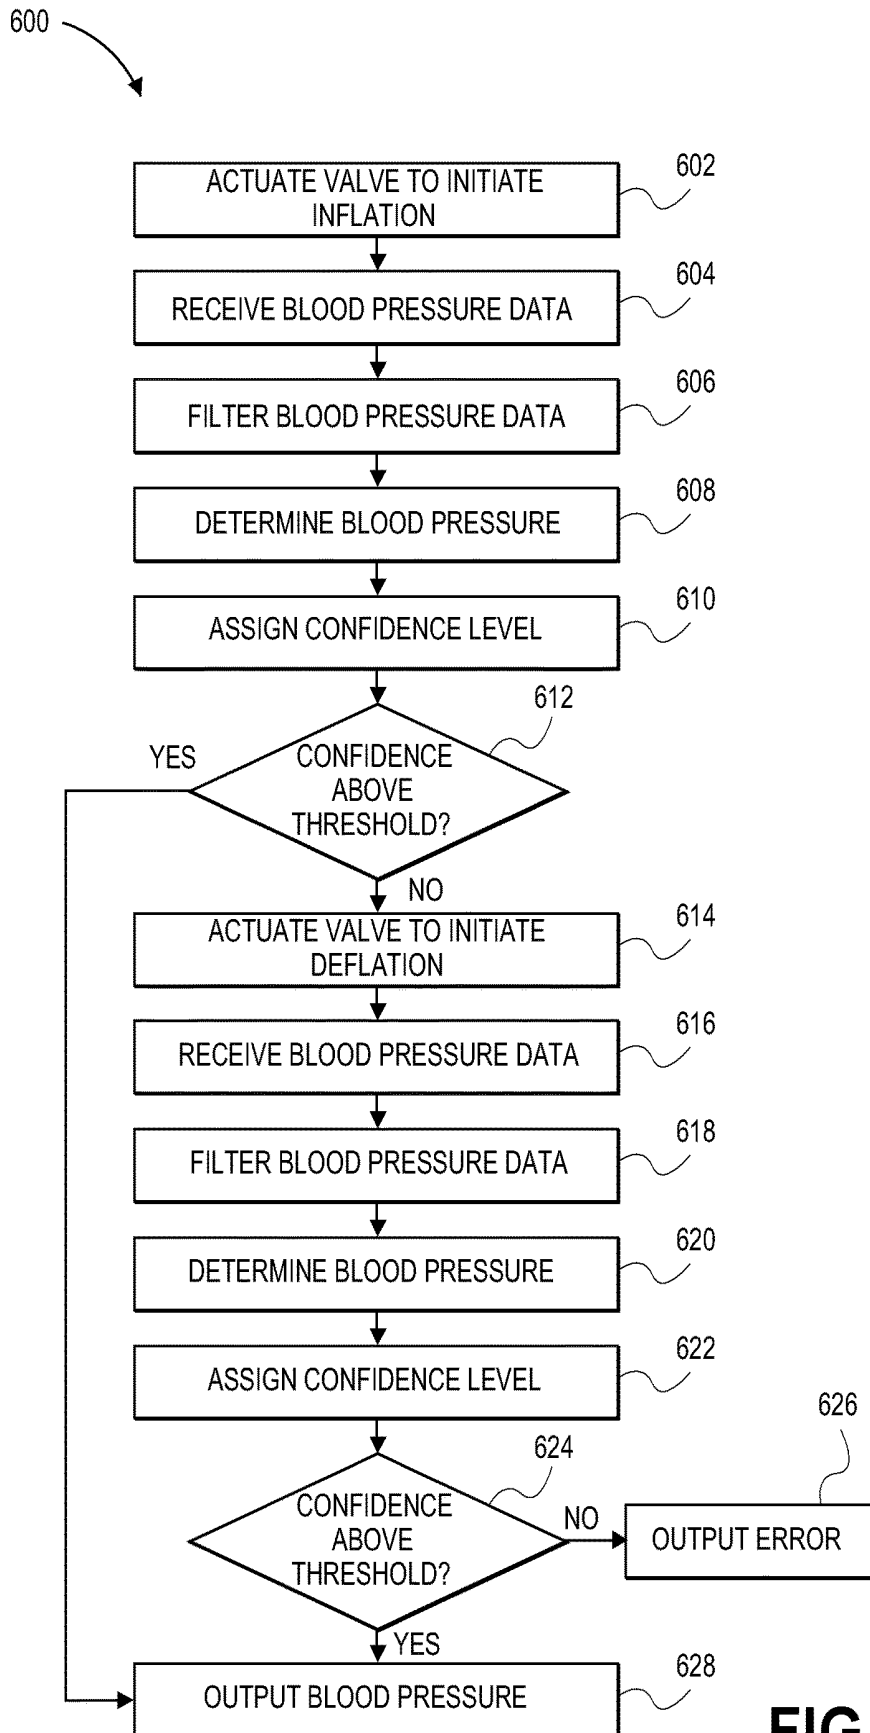 600
602
ACTUATE VALVE TO INITIATE
INFLATION
604
RECEIVE BLOOD PRESSURE DATA
606
FILTER BLOOD PRESSURE DATA
608
DETERMINE BLOOD PRESSURE
610
ASSIGN CONFIDENCE LEVEL
612
YES
CONFIDENCE
ABOVE
THRESHOLD?
NO
614
ACTUATE VALVE TO INITIATE
DEFLATION
616
RECEIVE BLOOD PRESSURE DATA
618
FILTER BLOOD PRESSURE DATA
620
DETERMINE BLOOD PRESSURE
622
ASSIGN CONFIDENCE LEVEL
626
624
CONFIDENCE
ABOVE
THRESHOLD?
NO
OUTPUT ERROR
YES
628
OUTPUT BLOOD PRESSURE
FIG